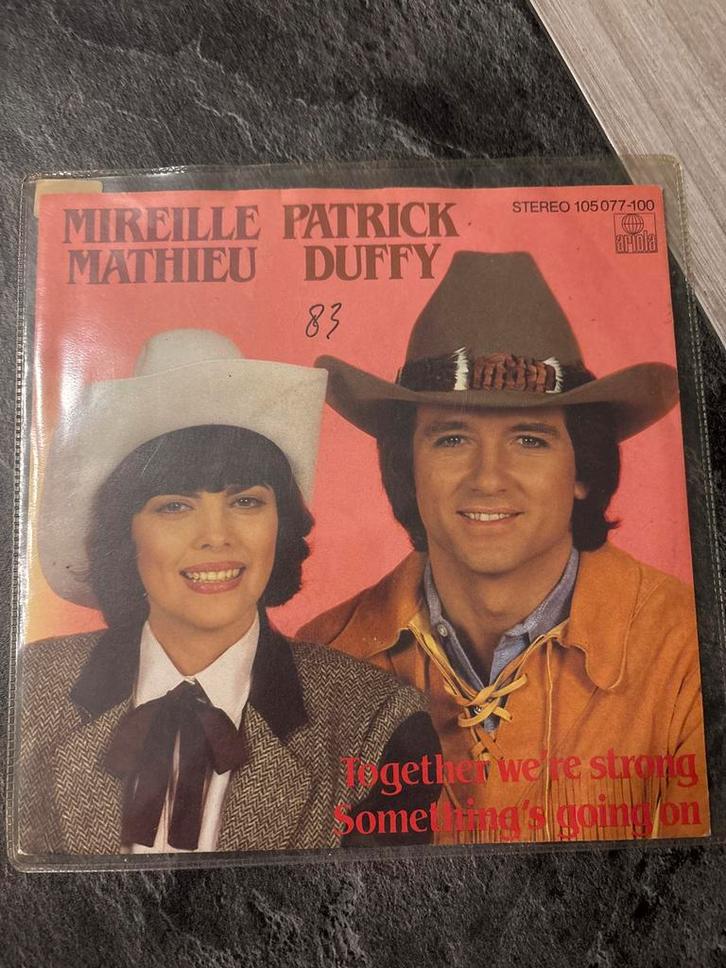 MIREILLE PATRICK
MATHIEU DUFFY
STEREO 105 077-100
ariola
83
Together we're strong
Something's going on